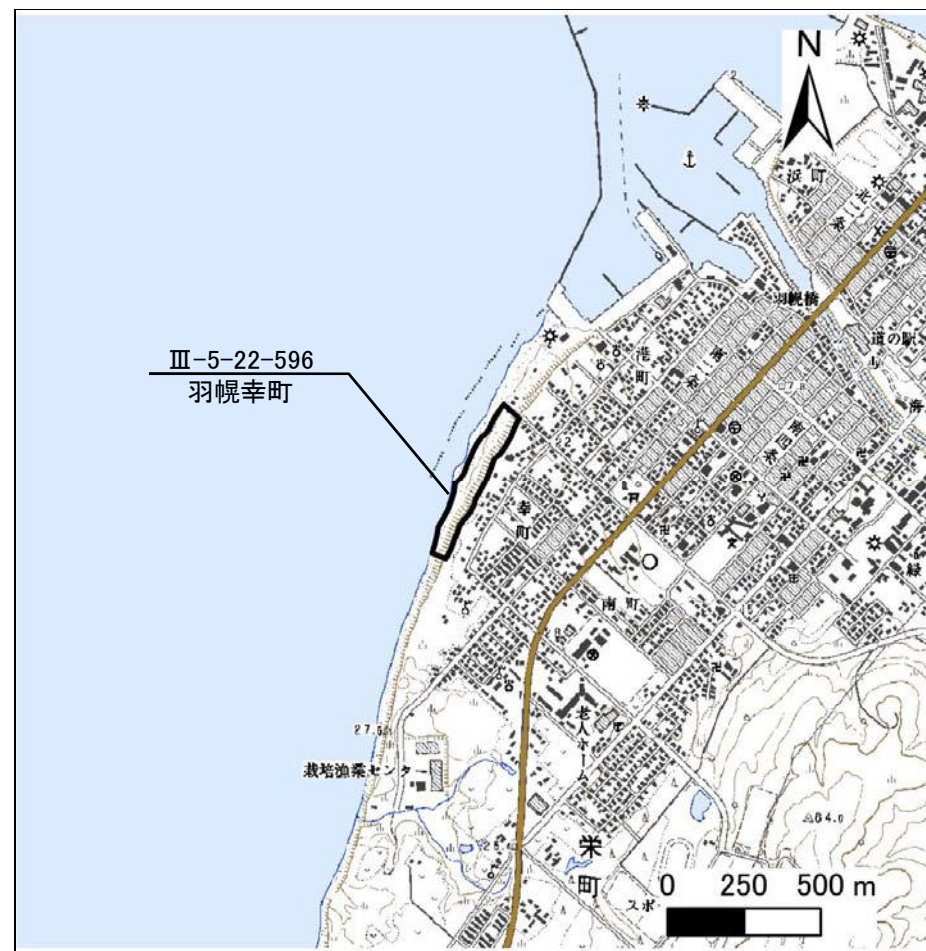 N
浜町
羽幌橋
道の駅
Ⅲ-5-22-596
羽幌幸町
港町
幸町
南町
緑
27.5
栽培漁業センター
老人ホーム
64.0
栄町
スポ
0 250 500 m